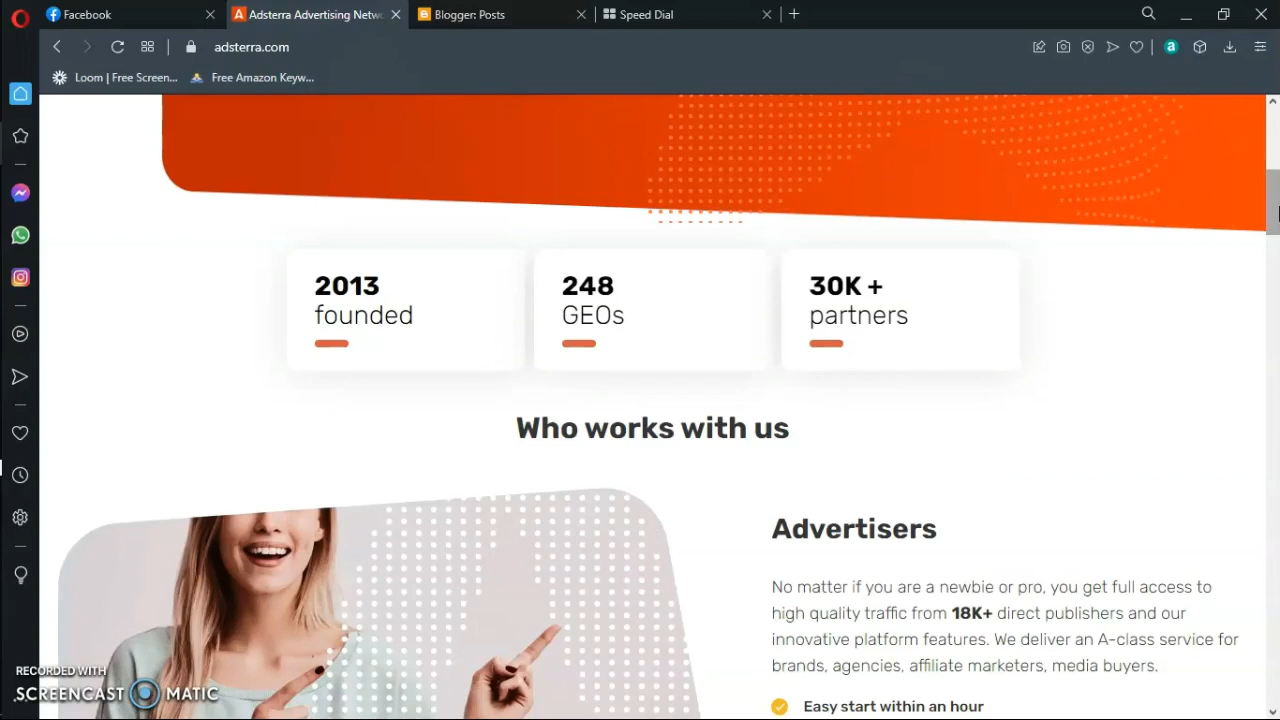 Facebook
Adsterra Advertising Netw
Blogger: Posts
Speed Dial
adsterra.com
Loom | Free Screen...
Free Amazon Keyw...
2013
founded
248
GEOs
30K +
partners
Who works with us
Advertisers
No matter if you are a newbie or pro, you get full access to
high quality traffic from 18K+ direct publishers and our
innovative platform features. We deliver an A-class service for
brands, agencies, affiliate marketers, media buyers.
Easy start within an hour
RECORDED WITH
SCREENCAST MATIC